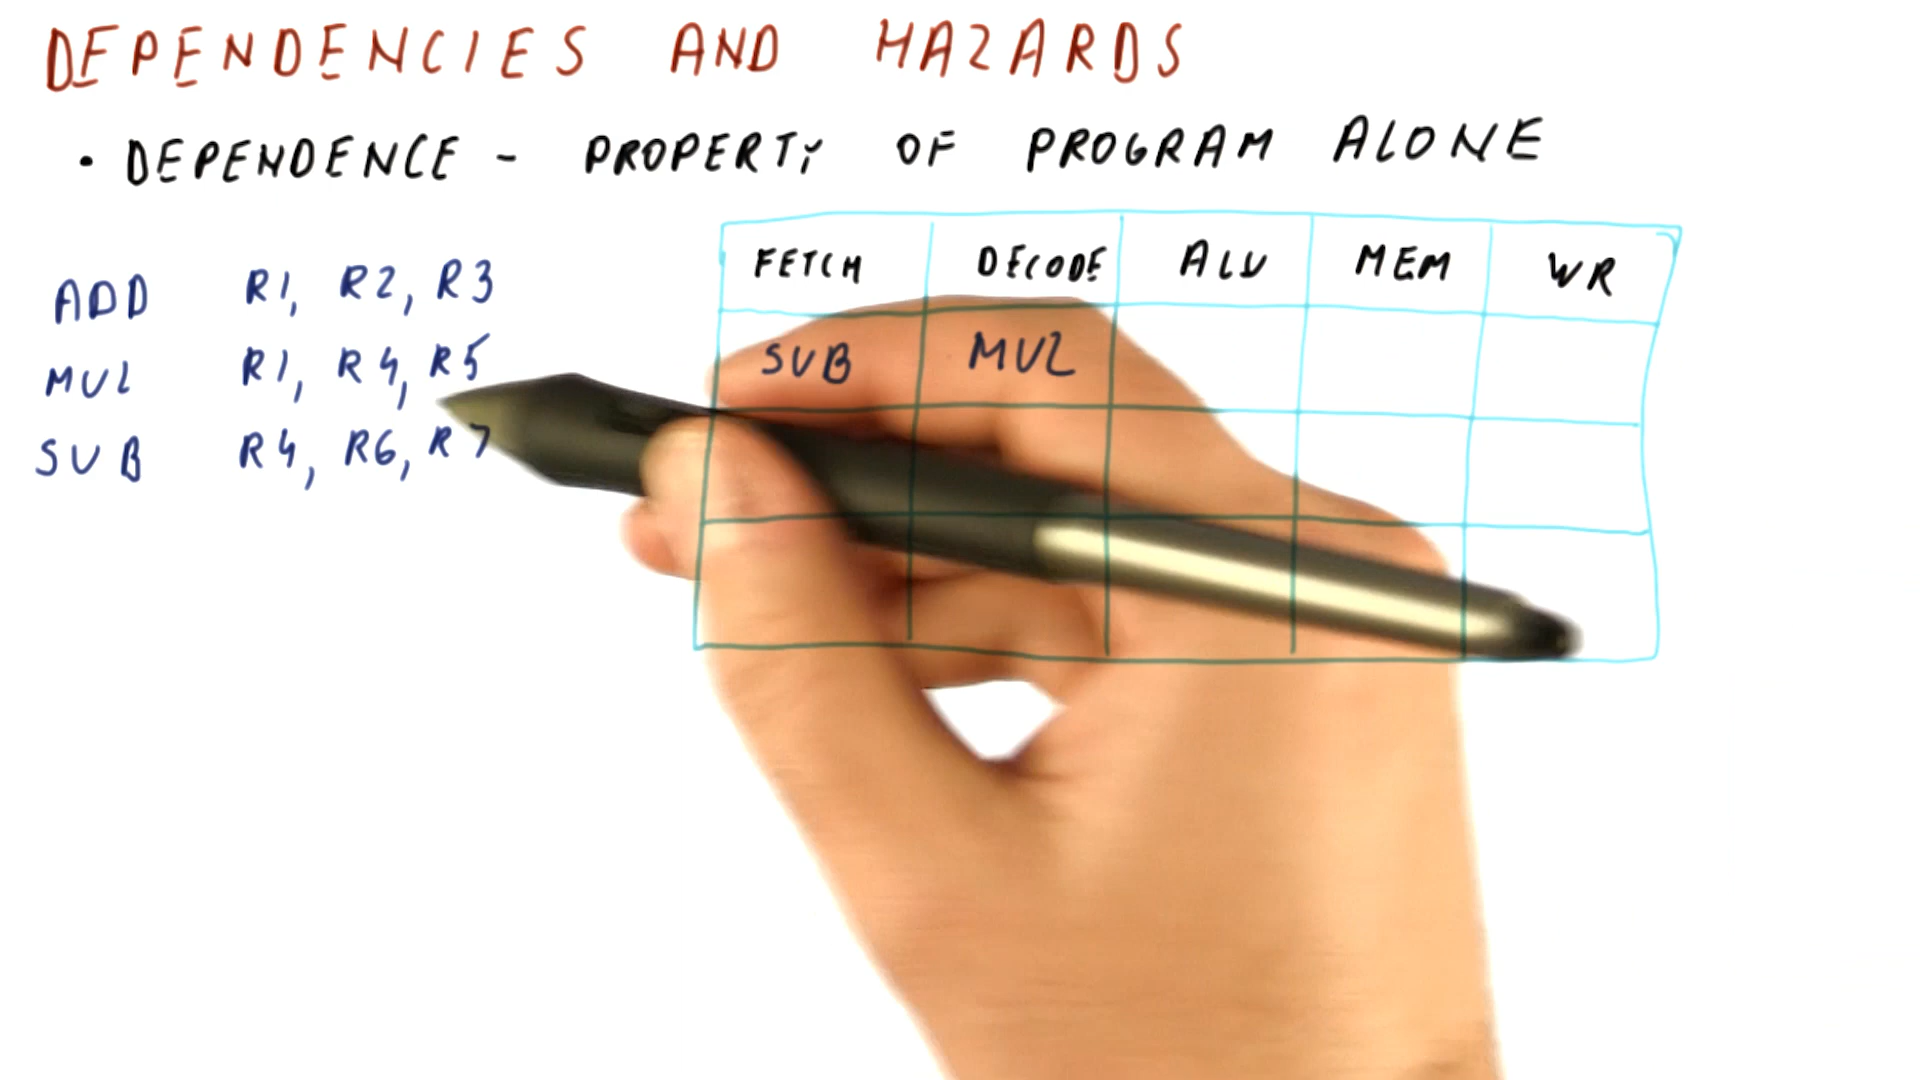 DEPENDENCIES AND HAZARDS
• DEPENDENCE - PROPERTY OF PROGRAM ALONE
ADD R1, R2, R3
MUL R1, R4, R5
SUB R4, R6, R7
FETCH DECODE ALU MEM WR
SUB MUL